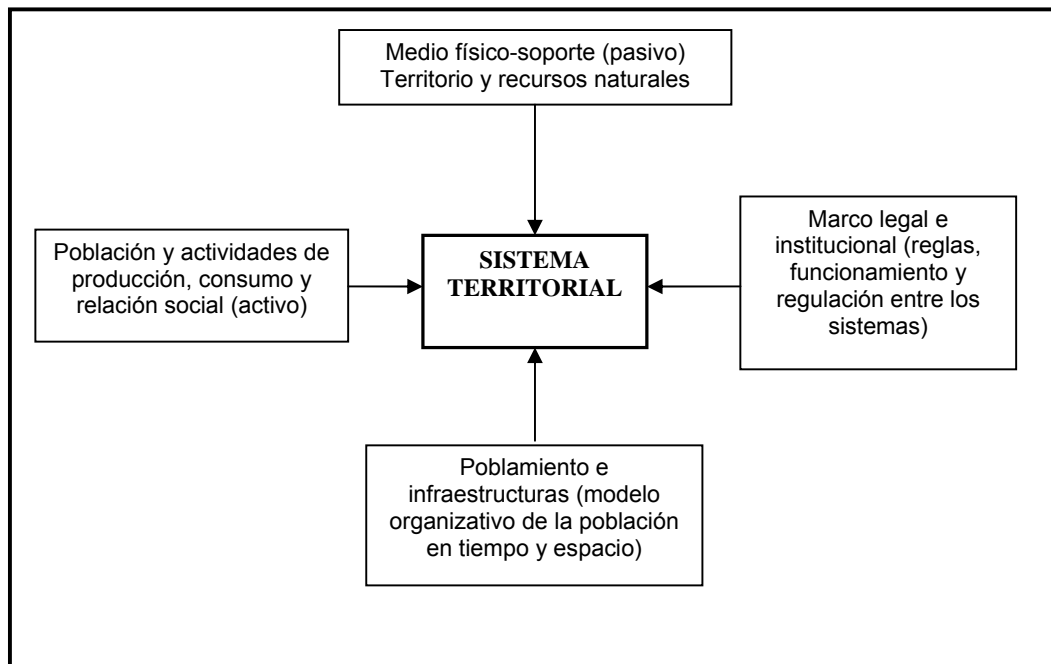 Medio físico-soporte (pasivo)
Territorio y recursos naturales
Población y actividades de
producción, consumo y
relación social (activo)
SISTEMA
TERRITORIAL
Marco legal e
institucional (reglas,
funcionamiento y
regulación entre los
sistemas)
Poblamiento e
infraestructuras (modelo
organizativo de la población
en tiempo y espacio)